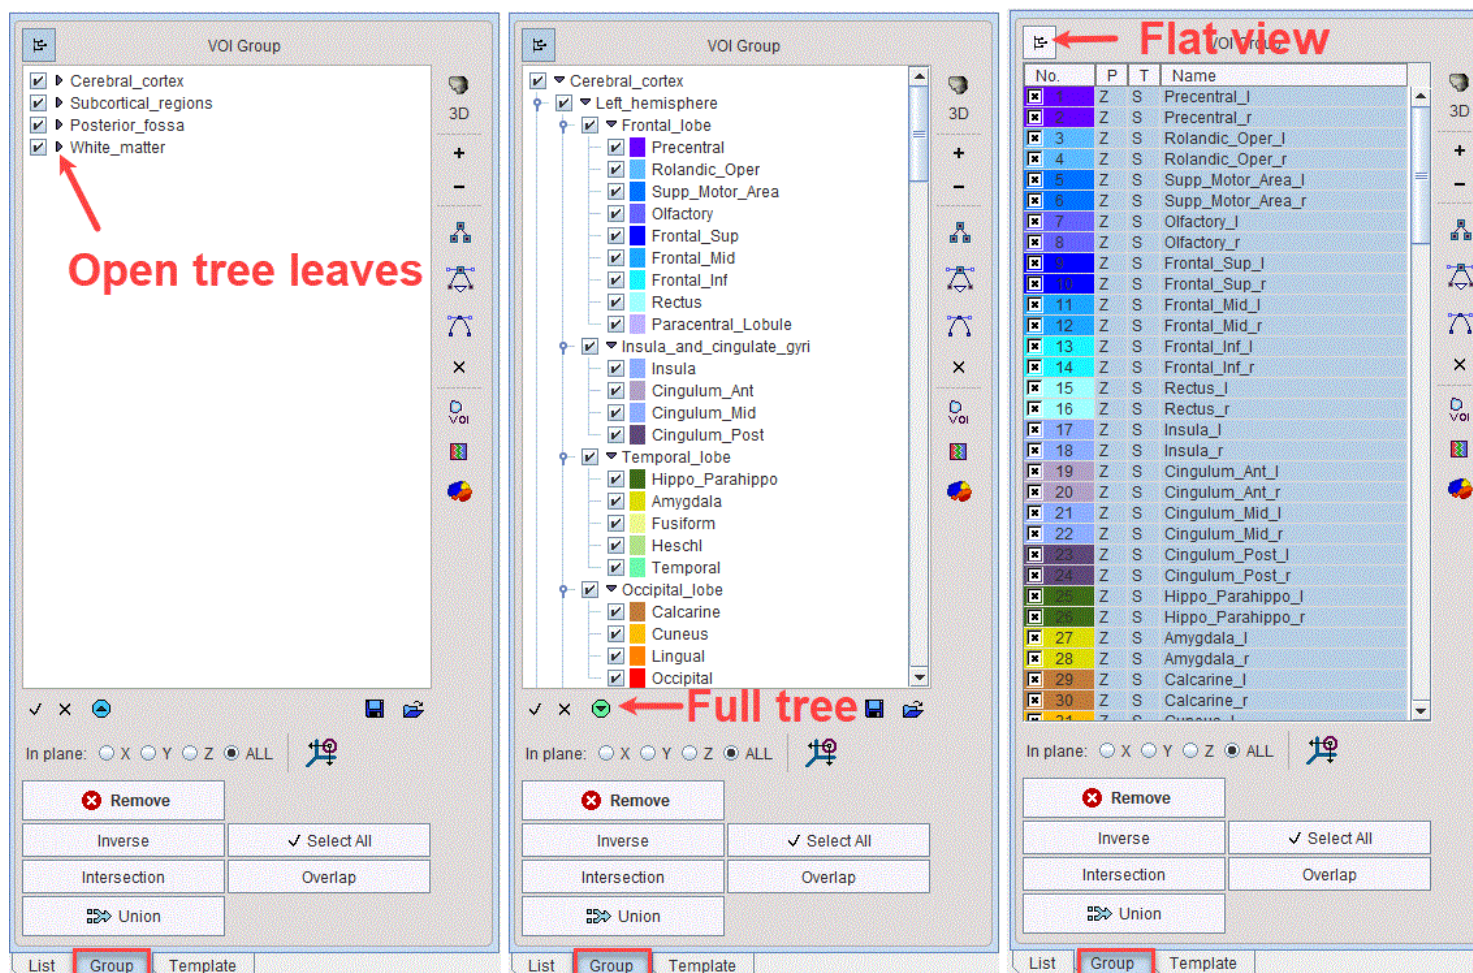 VOI Group
Cerebral_cortex
Subcortical_regions
Posterior_fossa
White_matter
Open tree leaves
3D
+
−
VOI
In plane: X Y Z ALL
Remove
Inverse
Select All
Intersection
Overlap
Union
List Group Template
VOI Group
Cerebral_cortex
Left_hemisphere
Frontal_lobe
Precentral
Rolandic_Oper
Supp_Motor_Area
Olfactory
Frontal_Sup
Frontal_Mid
Frontal_Inf
Rectus
Paracentral_Lobule
Insula_and_cingulate_gyri
Insula
Cingulum_Ant
Cingulum_Mid
Cingulum_Post
Temporal_lobe
Hippo_Parahippo
Amygdala
Fusiform
Heschl
Temporal
Occipital_lobe
Calcarine
Cuneus
Lingual
Occipital
Full tree
3D
+
−
VOI
In plane: X Y Z ALL
Remove
Inverse
Select All
Intersection
Overlap
Union
List Group Template
Flat view
VOI Group
No. P T Name
1 Z S Precentral_l
2 Z S Precentral_r
3 Z S Rolandic_Oper_l
4 Z S Rolandic_Oper_r
5 Z S Supp_Motor_Area_l
6 Z S Supp_Motor_Area_r
7 Z S Olfactory_l
8 Z S Olfactory_r
9 Z S Frontal_Sup_l
10 Z S Frontal_Sup_r
11 Z S Frontal_Mid_l
12 Z S Frontal_Mid_r
13 Z S Frontal_Inf_l
14 Z S Frontal_Inf_r
15 Z S Rectus_l
16 Z S Rectus_r
17 Z S Insula_l
18 Z S Insula_r
19 Z S Cingulum_Ant_l
20 Z S Cingulum_Ant_r
21 Z S Cingulum_Mid_l
22 Z S Cingulum_Mid_r
23 Z S Cingulum_Post_l
24 Z S Cingulum_Post_r
25 Z S Hippo_Parahippo_l
26 Z S Hippo_Parahippo_r
27 Z S Amygdala_l
28 Z S Amygdala_r
29 Z S Calcarine_l
30 Z S Calcarine_r
31 Z S Cuneus_l
3D
+
−
VOI
In plane: X Y Z ALL
Remove
Inverse
Select All
Intersection
Overlap
Union
List Group Template